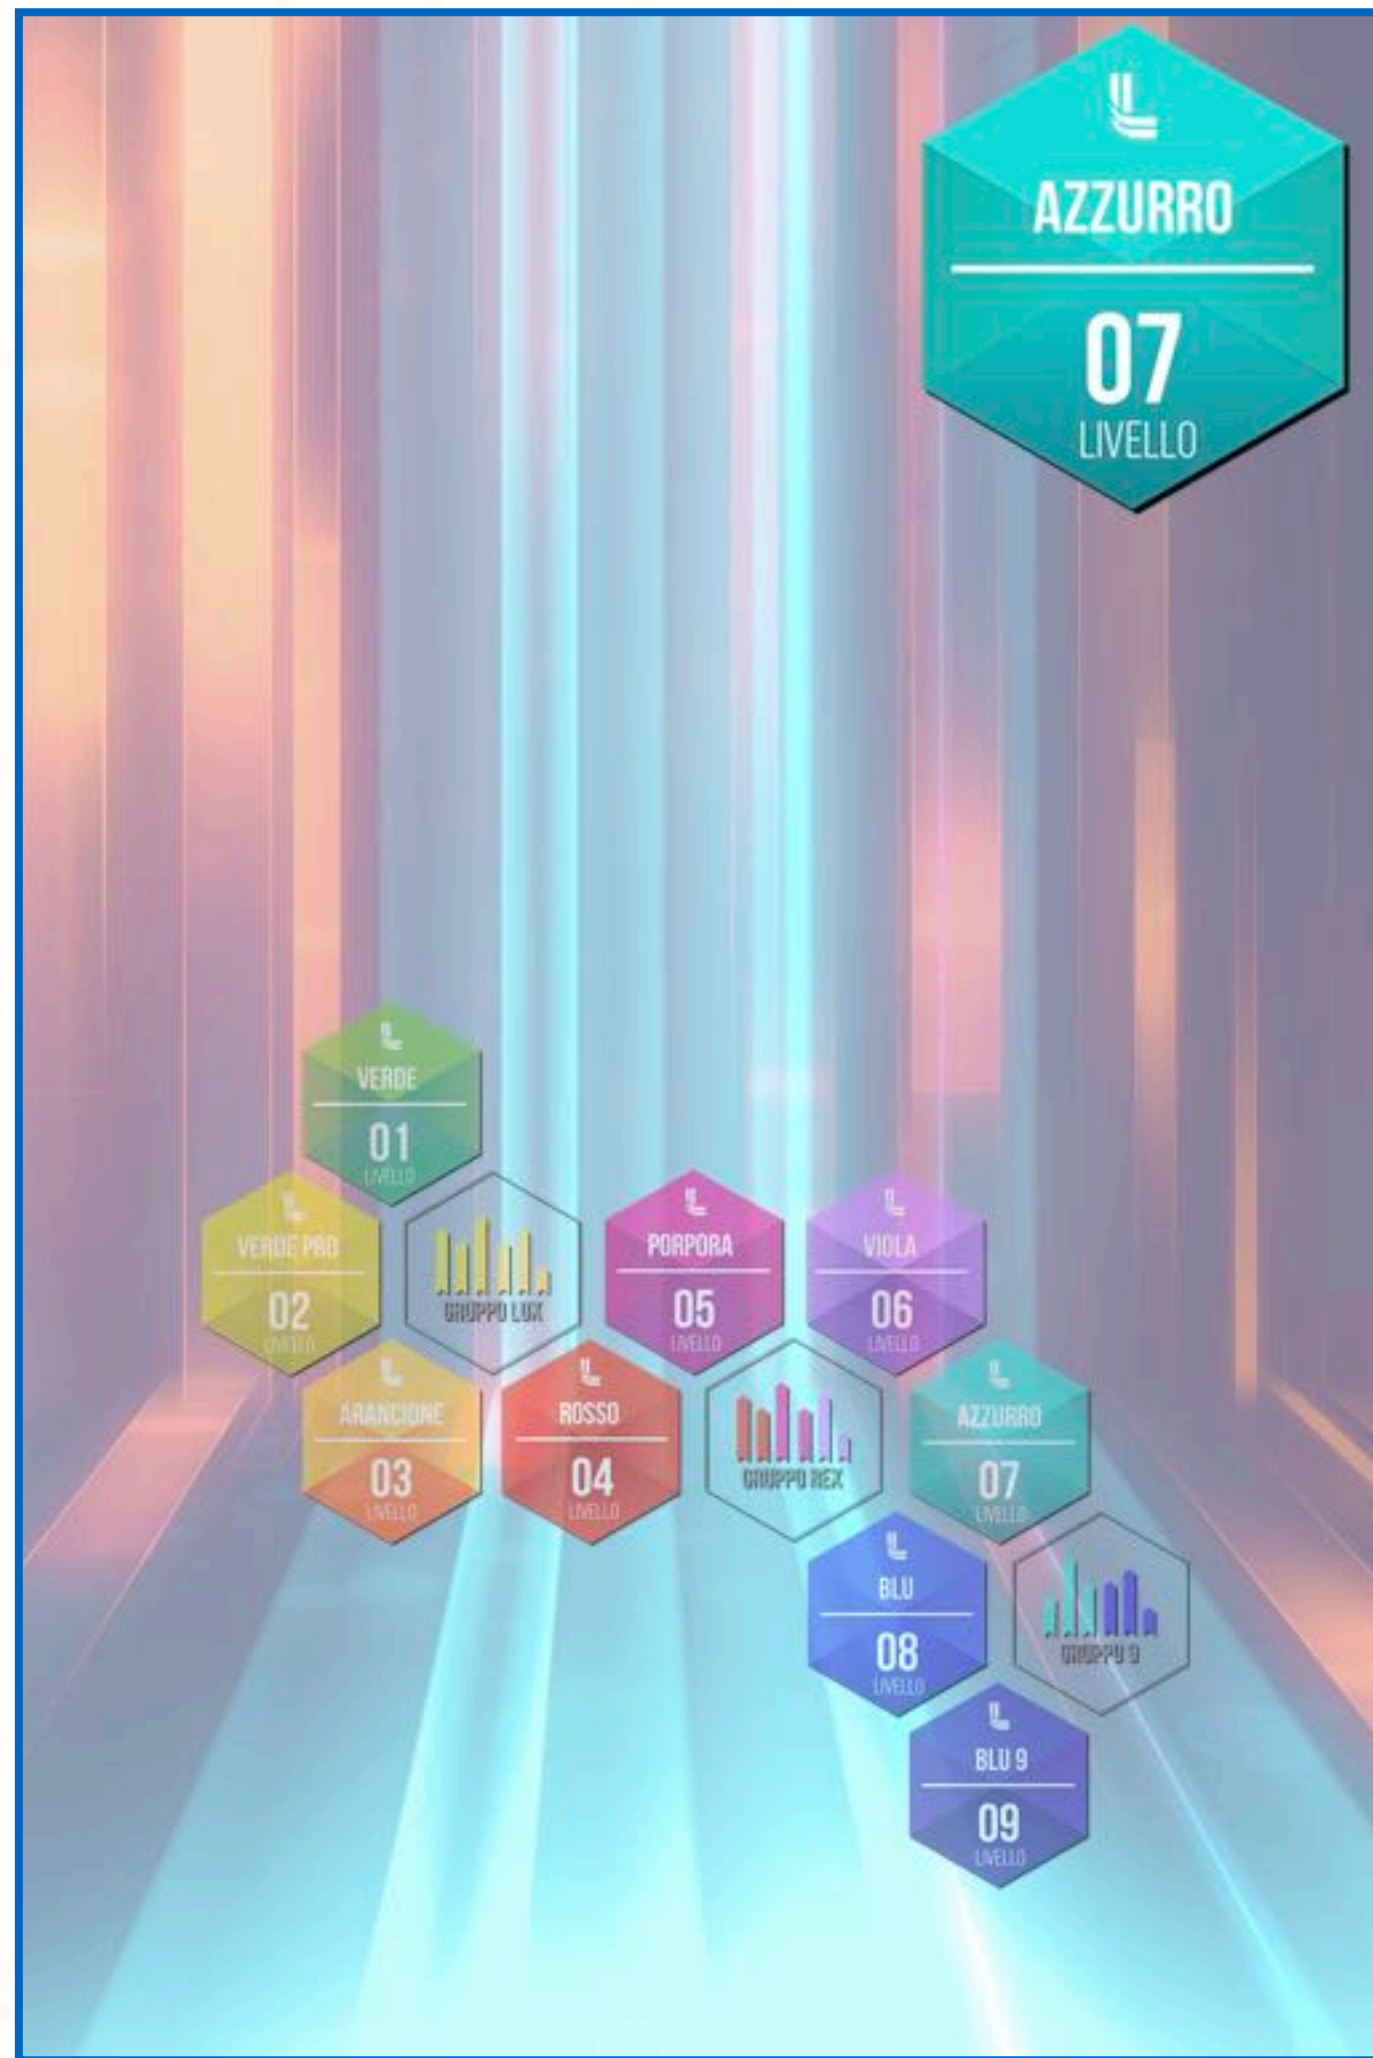 AZZURRO
07
LIVELLO
VERDE
01
LIVELLO
VERDE PRO
02
LIVELLO
GRUPPO LUX
PORPORA
05
LIVELLO
VIOLA
06
LIVELLO
ARANCIONE
03
LIVELLO
ROSSO
04
LIVELLO
GRUPPO REX
AZZURRO
07
LIVELLO
BLU
08
LIVELLO
GRUPPO 9
BLU 9
09
LIVELLO